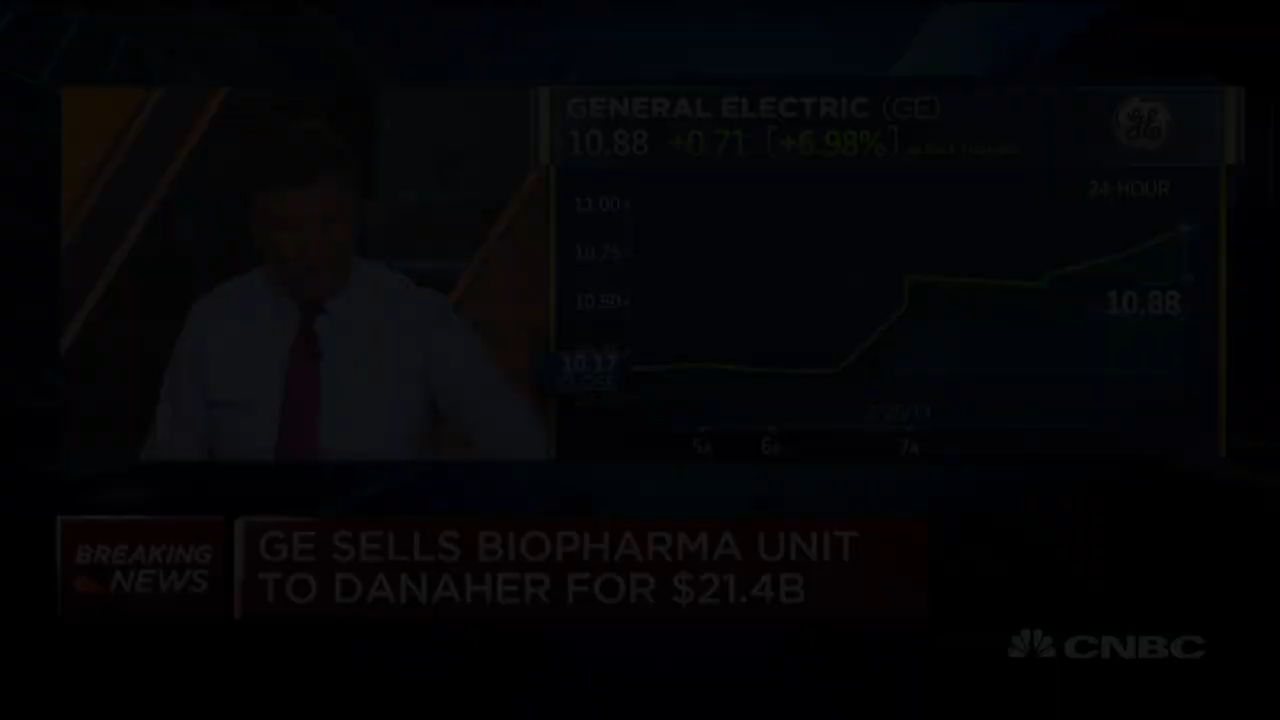 GENERAL ELECTRIC (GE)
10.88 +0.71 [+6.98%]
24-HOUR
11.00
10.75
10.50
10.88
10.17
CLOSE
5A 6A 7A
BREAKING
NEWS
GE SELLS BIOPHARMA UNIT
TO DANAHER FOR $21.4B
CNBC